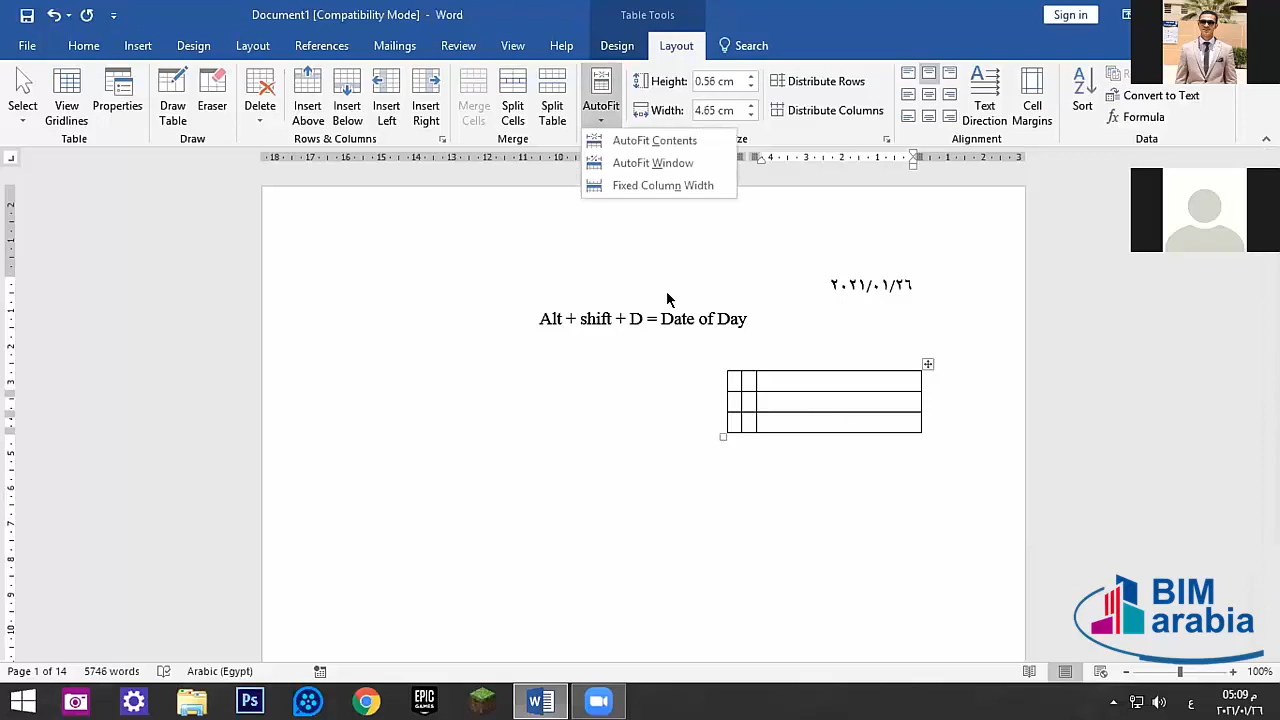 Document1 [Compatibility Mode] - Word
Table Tools
Sign in
File Home Insert Design Layout References Mailings Review View Help Design Layout Search
Select
View Gridlines
Properties
Table
Draw Table
Eraser
Draw
Delete
Insert Above
Insert Below
Insert Left
Insert Right
Rows & Columns
Merge Cells
Split Cells
Split Table
Merge
AutoFit
Height: 0.56 cm
Width: 4.65 cm
Distribute Rows
Distribute Columns
Text Direction
Cell Margins
Alignment
Sort
Convert to Text
Formula
Data
AutoFit Contents
AutoFit Window
Fixed Column Width
٢٠٢١/٠١/٢٦
Alt + shift + D = Date of Day
BIM
arabia
Page 1 of 14 5746 words Arabic (Egypt) 100%
Ps
EPIC GAMES
ع
05:09 م
٢٠٢١/٠١/٢٦